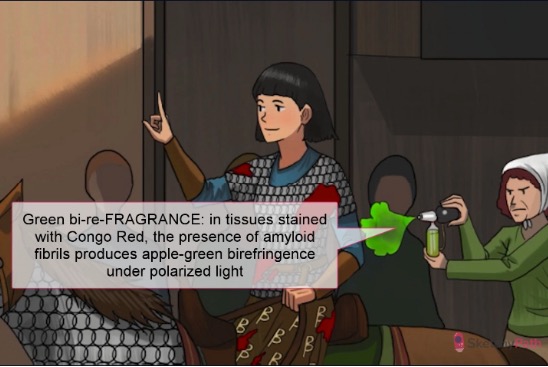 Green bi-re-FRAGRANCE: in tissues stained
with Congo Red, the presence of amyloid
fibrils produces apple-green birefringence
under polarized light